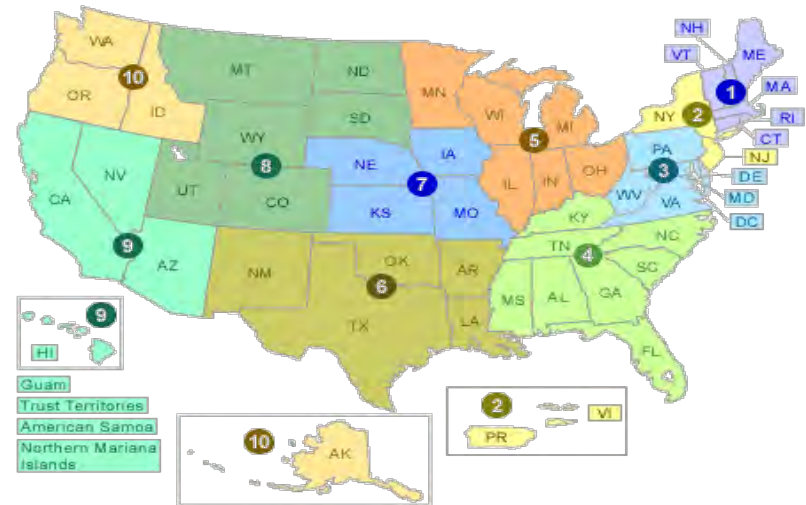 NH
WA
VT
ME
10
MT
ND
MN
1
MA
OR
ID
WI
NY
2
RI
SD
MI
CT
WY
5
PA
NJ
8
IA
3
DE
NV
NE
7
OH
MD
UT
IL
IN
WV
VA
CA
CO
KS
MO
KY
DC
9
TN
NC
4
AZ
NM
OK
AR
SC
6
MS
AL
GA
9
TX
LA
HI
FL
Guam
Trust Territories
American Samoa
Northern Mariana
Islands
2
VI
PR
10
AK